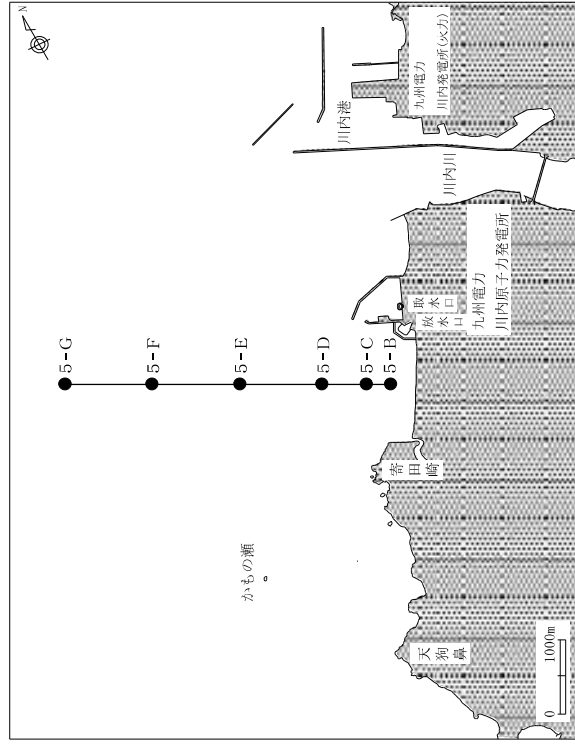 N
川内港
九州電力
川内発電所(火力)
川内川
九州電力
川内原子力発電所
取水口
放水口
5-G
5-F
5-E
5-D
5-C
5-B
寄田崎
かもの瀬
天狗鼻
0 1000m